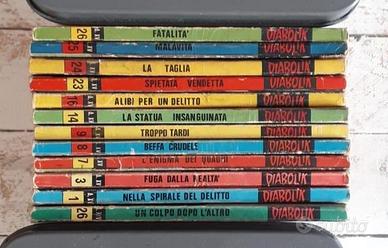 26 FATALITA' DIABOLIK
25 MALAVITA DIABOLIK
24 LA TAGLIA DIABOLIK
23 SPIETATA VENDETTA DIABOLIK
16 ALIBI PER UN DELITTO DIABOLIK
14 LA STATUA INSANGUINATA DIABOLIK
9 TROPPO TARDI DIABOLIK
8 BEFFA CRUDELE DIABOLIK
7 L'ENIGMA DEI QUADRI DIABOLIK
3 FUGA DALLA REALTA' DIABOLIK
1 NELLA SPIRALE DEL DELITTO DIABOLIK
26 UN COLPO DOPO L'ALTRO DIABOLIK
subito